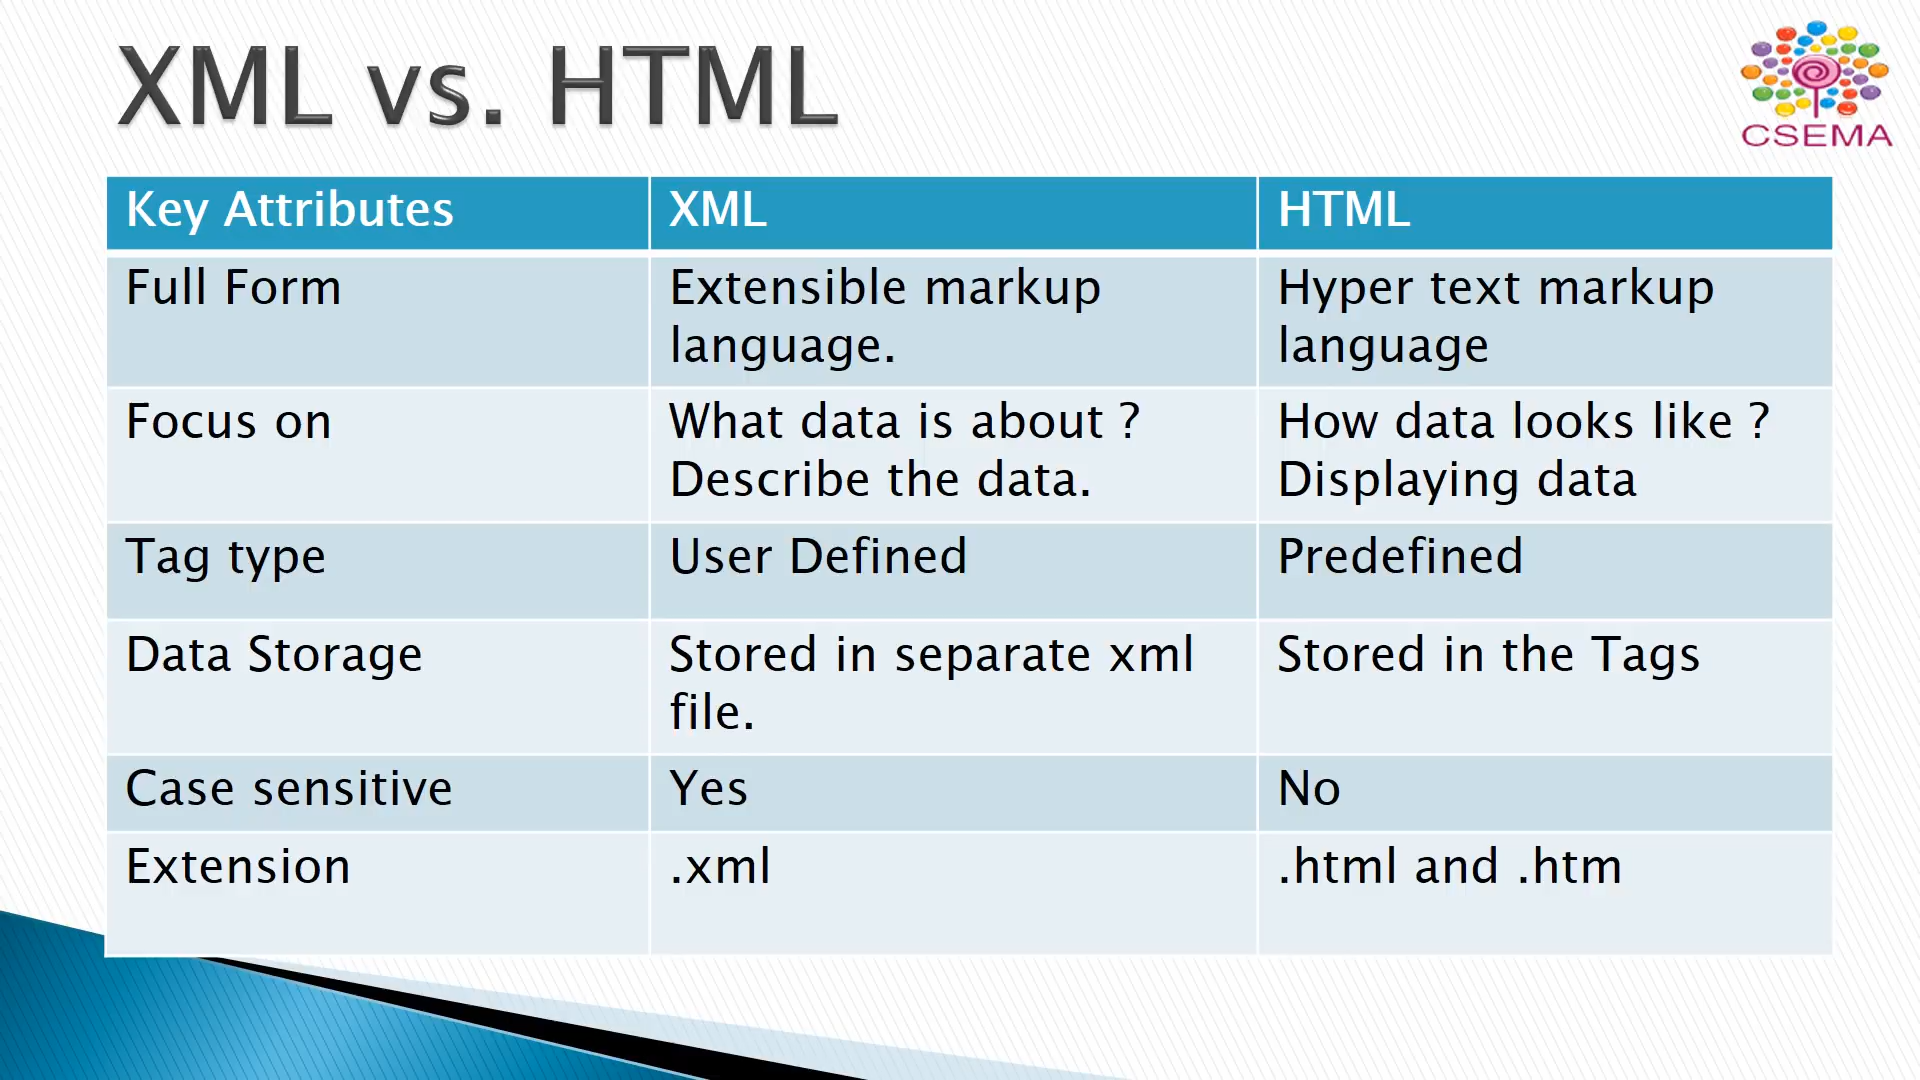 XML vs. HTML
CSEMA
Key Attributes XML HTML
Full Form Extensible markup Hyper text markup
language. language
Focus on What data is about ? How data looks like ?
Describe the data. Displaying data
Tag type User Defined Predefined
Data Storage Stored in separate xml Stored in the Tags
file.
Case sensitive Yes No
Extension .xml .html and .htm